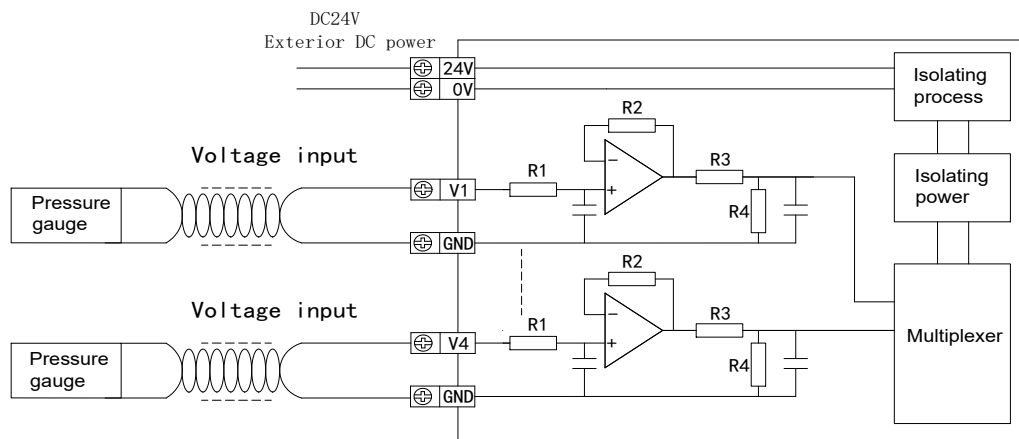 DC24V
Exterior DC power
24V
0V
Isolating
process
R2
Voltage input
R1
R3
Isolating
power
Pressure
gauge
V1
R4
GND
R2
Voltage input
R1
R3
Multiplexer
Pressure
gauge
V4
R4
GND